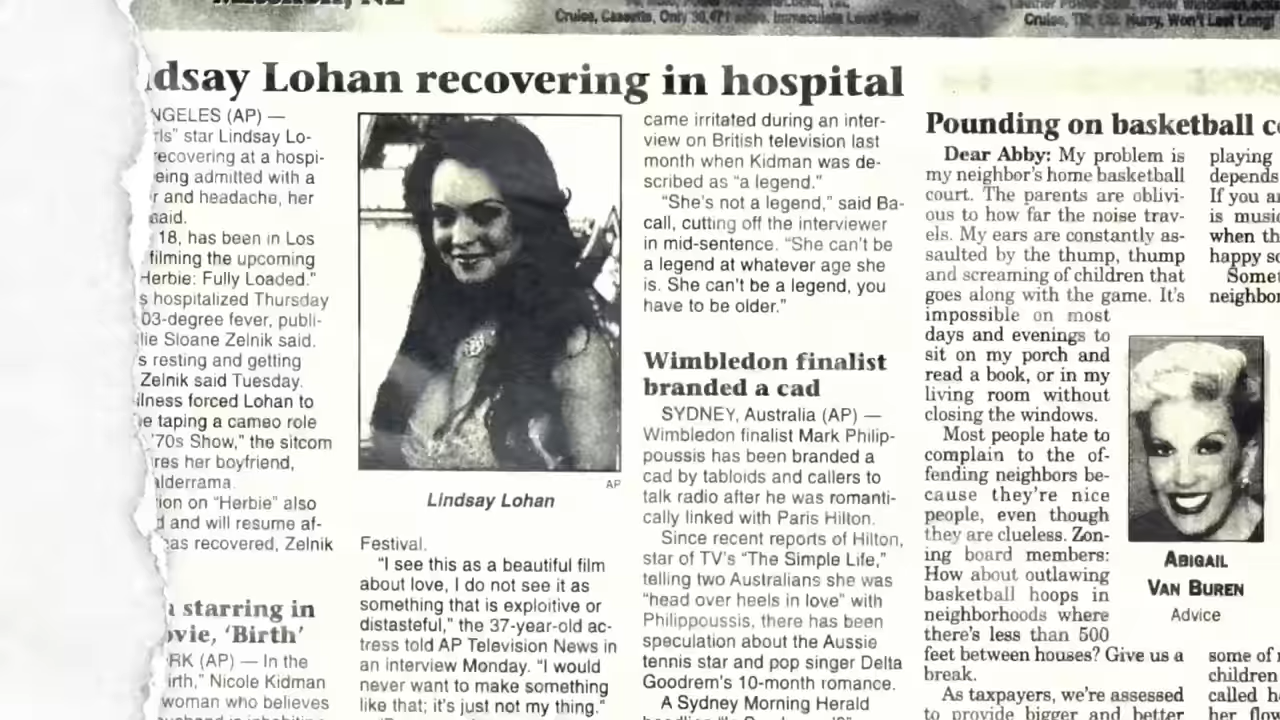 Cruise, Only
Cruise, Hurry, Won't Last Long!
dsay Lohan recovering in hospital
NGELES (AP) —
rls" star Lindsay Lo-
recovering at a hospi-
eing admitted with a
r and headache, her
said.
18, has been in Los
filming the upcoming
Herbie: Fully Loaded."
s hospitalized Thursday
03-degree fever, publi-
lie Sloane Zelnik said.
s resting and getting
Zelnik said Tuesday.
llness forced Lohan to
e taping a cameo role
'70s Show," the sitcom
res her boyfriend,
alderrama.
ion on "Herbie" also
d and will resume af-
as recovered, Zelnik
a starring in
ovie, 'Birth'
RK (AP) — In the
irth," Nicole Kidman
woman who believes
AP
Lindsay Lohan
Festival.
"I see this as a beautiful film
about love, I do not see it as
something that is exploitive or
distasteful," the 37-year-old ac-
tress told AP Television News in
an interview Monday. "I would
never want to make something
like that; it's just not my thing."
came irritated during an inter-
view on British television last
month when Kidman was de-
scribed as "a legend."
"She's not a legend," said Ba-
call, cutting off the interviewer
in mid-sentence. "She can't be
a legend at whatever age she
is. She can't be a legend, you
have to be older."
Wimbledon finalist
branded a cad
SYDNEY, Australia (AP) —
Wimbledon finalist Mark Philip-
poussis has been branded a
cad by tabloids and callers to
talk radio after he was romanti-
cally linked with Paris Hilton.
Since recent reports of Hilton,
star of TV's "The Simple Life,"
telling two Australians she was
"head over heels in love" with
Philippoussis, there has been
speculation about the Aussie
tennis star and pop singer Delta
Goodrem's 10-month romance.
A Sydney Morning Herald
Pounding on basketball c
Dear Abby: My problem is
my neighbor's home basketball
court. The parents are oblivi-
ous to how far the noise trav-
els. My ears are constantly as-
saulted by the thump, thump
and screaming of children that
goes along with the game. It's
impossible on most
days and evenings to
sit on my porch and
read a book, or in my
living room without
closing the windows.
Most people hate to
complain to the of-
fending neighbors be-
cause they're nice
people, even though
they are clueless. Zon-
ing board members:
How about outlawing
basketball hoops in
neighborhoods where
there's less than 500
feet between houses? Give us a
break.
As taxpayers, we're assessed
to provide bigger and better
playing
depends
If you a
is musi
when th
happy so
Some
neighbor
ABIGAIL
VAN BUREN
Advice
some of
children
called h
her flow